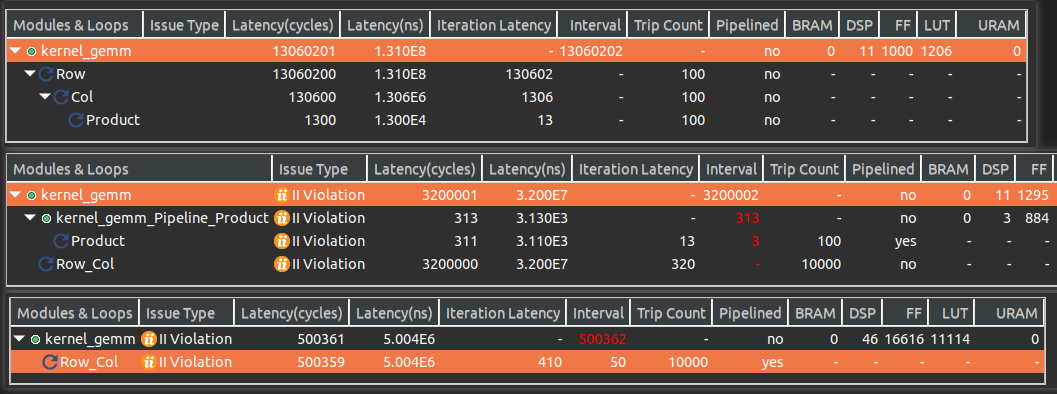 Modules & Loops Issue Type Latency(cycles) Latency(ns) Iteration Latency Interval Trip Count Pipelined BRAM DSP FF LUT URAM
kernel_gemm 13060201 1.310E8 - 13060202 - no 0 11 1000 1206 0
Row 13060200 1.310E8 130602 - 100 no - - - - -
Col 130600 1.306E6 1306 - 100 no - - - - -
Product 1300 1.300E4 13 - 100 no - - - - -
Modules & Loops Issue Type Latency(cycles) Latency(ns) Iteration Latency Interval Trip Count Pipelined BRAM DSP FF
kernel_gemm II Violation 3200001 3.200E7 - 3200002 - no 0 11 1295
kernel_gemm_Pipeline_Product II Violation 313 3.130E3 - 313 - no 0 3 884
Product II Violation 311 3.110E3 13 3 100 yes - - -
Row_Col II Violation 3200000 3.200E7 320 - 10000 no - - -
Modules & Loops Issue Type Latency(cycles) Latency(ns) Iteration Latency Interval Trip Count Pipelined BRAM DSP FF LUT URAM
kernel_gemm II Violation 500361 5.004E6 - 500362 - no 0 46 16616 11114 0
Row_Col II Violation 500359 5.004E6 410 50 10000 yes - - - - -